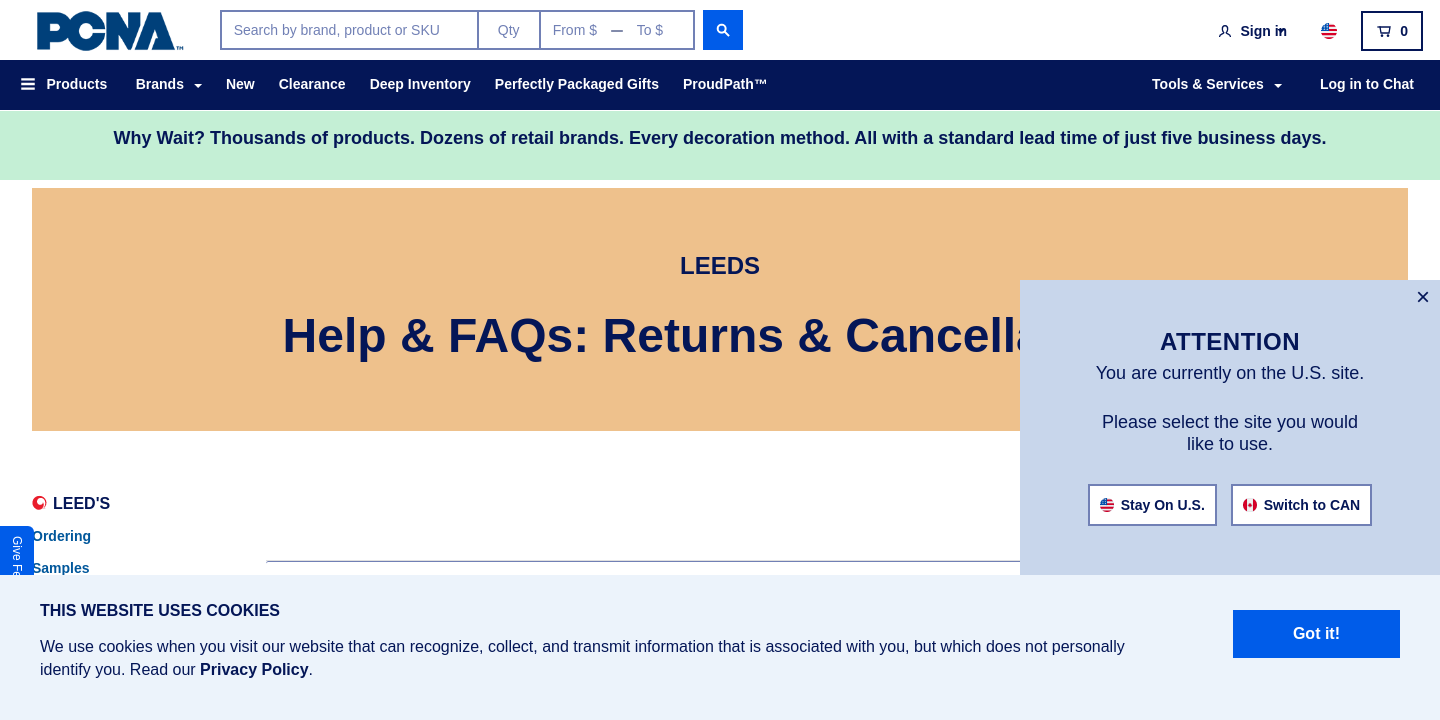 PCNA™
Search by brand, product or SKU
Qty
From $ — To $
Sign in
0
Products
Brands
New
Clearance
Deep Inventory
Perfectly Packaged Gifts
ProudPath™
Tools & Services
Log in to Chat
Why Wait? Thousands of products. Dozens of retail brands. Every decoration method. All with a standard lead time of just five business days.
LEEDS
Help & FAQs: Returns &
ATTENTION
You are currently on the U.S. site.
Please select the site you would
like to use.
Stay On U.S.
Switch to CAN
LEED'S
Ordering
Samples
Give
THIS WEBSITE USES COOKIES
We use cookies when you visit our website that can recognize, collect, and transmit information that is associated with you, but which does not personally
identify you. Read our Privacy Policy.
Got it!